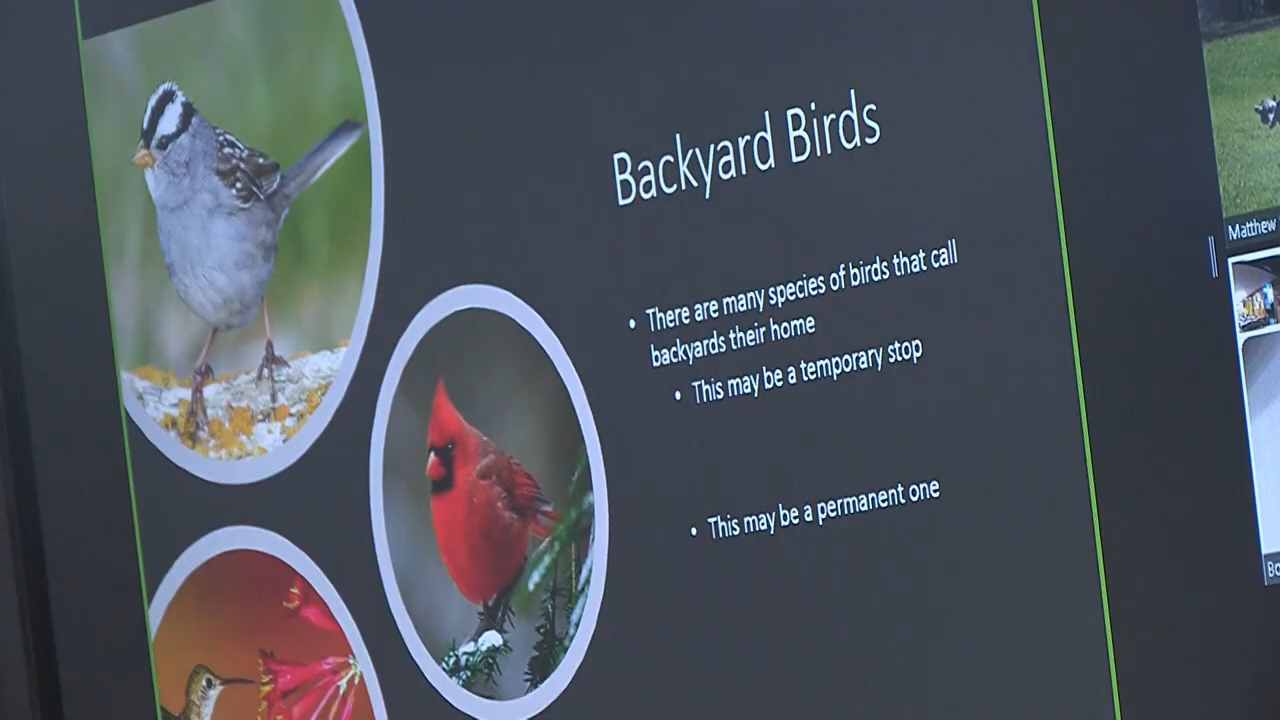 Backyard Birds
• There are many species of birds that call
backyards their home
• This may be a temporary stop
• This may be a permanent one
Matthew